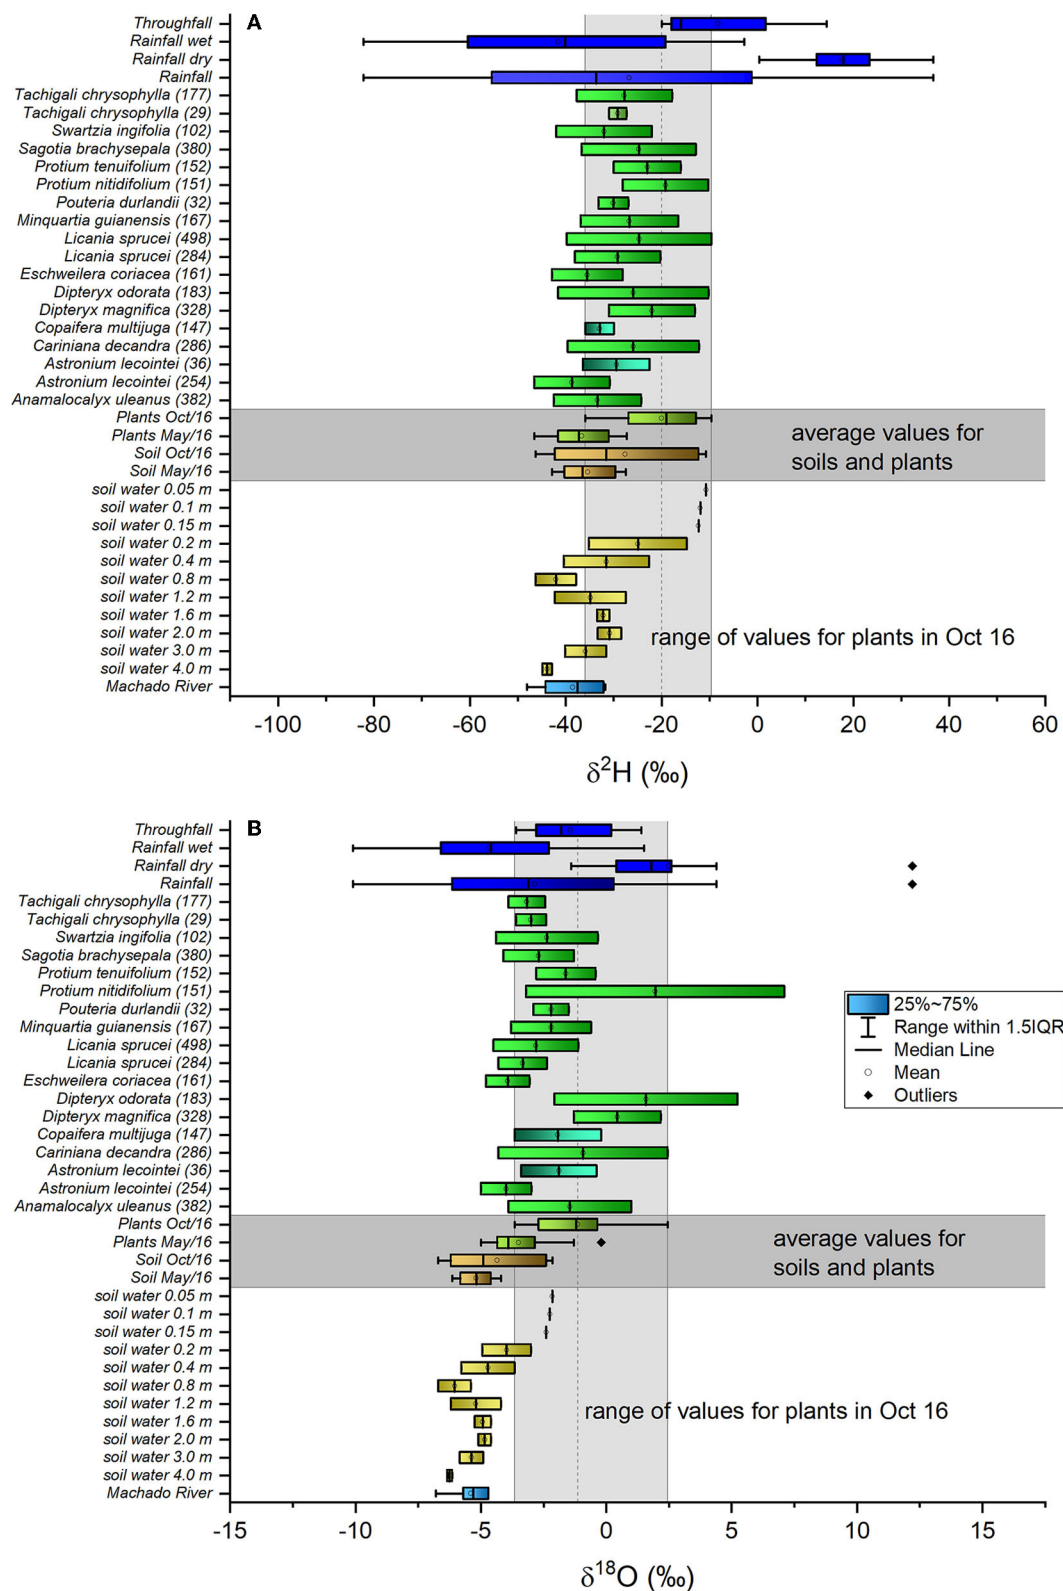 A
Throughfall
Rainfall wet
Rainfall dry
Rainfall
Tachigali chrysophylla (177)
Tachigali chrysophylla (29)
Swartzia ingifolia (102)
Sagotia brachysepala (380)
Protium tenuifolium (152)
Protium nitidifolium (151)
Pouteria durlandii (32)
Minquartia guianensis (167)
Licania sprucei (498)
Licania sprucei (284)
Eschweilera coriacea (161)
Dipteryx odorata (183)
Dipteryx magnifica (328)
Copaifera multijuga (147)
Cariniana decandra (286)
Astronium lecointei (36)
Astronium lecointei (254)
Anamalocalyx uleanus (382)
Plants Oct/16
Plants May/16
Soil Oct/16
Soil May/16
average values for
soils and plants
soil water 0.05 m
soil water 0.1 m
soil water 0.15 m
soil water 0.2 m
soil water 0.4 m
soil water 0.8 m
soil water 1.2 m
soil water 1.6 m
soil water 2.0 m
soil water 3.0 m
soil water 4.0 m
Machado River
range of values for plants in Oct 16
-100 -80 -60 -40 -20 0 20 40 60
δ²H (‰)
B
Throughfall
Rainfall wet
Rainfall dry
Rainfall
Tachigali chrysophylla (177)
Tachigali chrysophylla (29)
Swartzia ingifolia (102)
Sagotia brachysepala (380)
Protium tenuifolium (152)
Protium nitidifolium (151)
Pouteria durlandii (32)
Minquartia guianensis (167)
Licania sprucei (498)
Licania sprucei (284)
Eschweilera coriacea (161)
Dipteryx odorata (183)
Dipteryx magnifica (328)
Copaifera multijuga (147)
Cariniana decandra (286)
Astronium lecointei (36)
Astronium lecointei (254)
Anamalocalyx uleanus (382)
Plants Oct/16
Plants May/16
Soil Oct/16
Soil May/16
25%~75%
Range within 1.5IQR
Median Line
Mean
Outliers
average values for
soils and plants
soil water 0.05 m
soil water 0.1 m
soil water 0.15 m
soil water 0.2 m
soil water 0.4 m
soil water 0.8 m
soil water 1.2 m
soil water 1.6 m
soil water 2.0 m
soil water 3.0 m
soil water 4.0 m
Machado River
range of values for plants in Oct 16
-15 -10 -5 0 5 10 15
δ¹⁸O (‰)